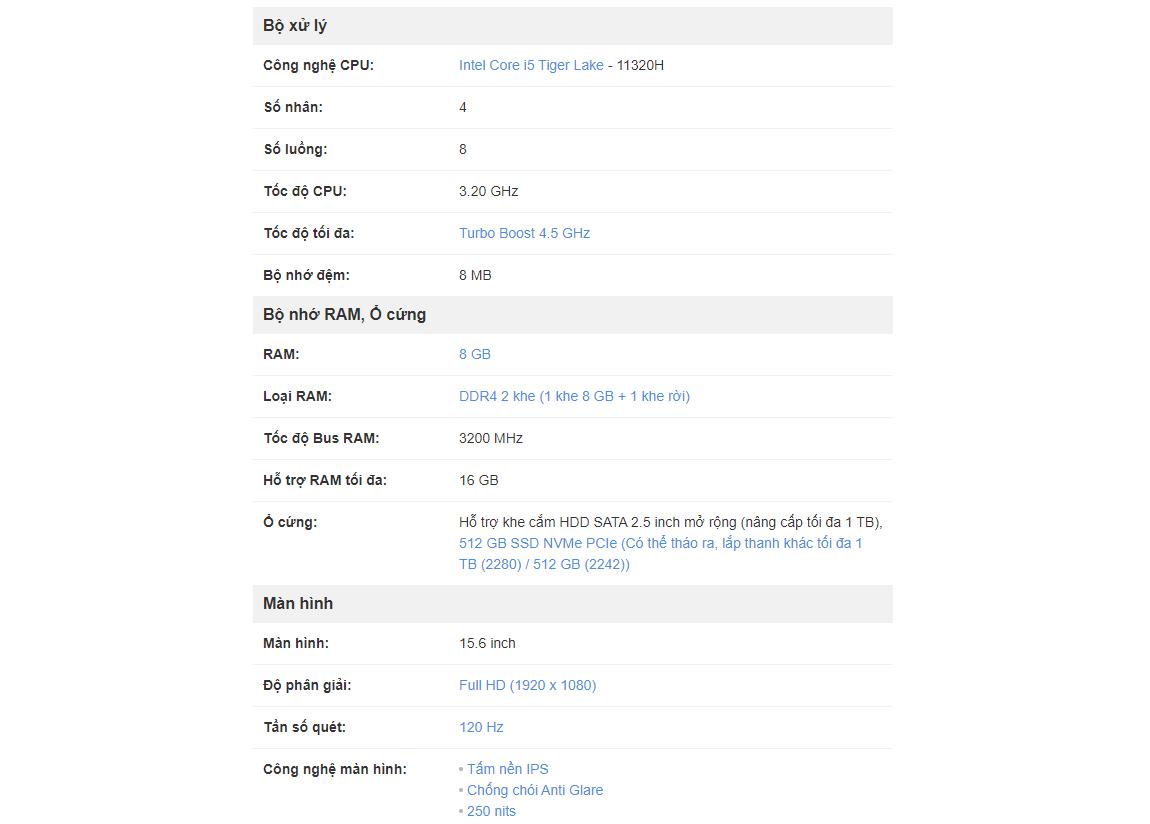 Bộ xử lý
Công nghệ CPU: Intel Core i5 Tiger Lake - 11320H
Số nhân: 4
Số luồng: 8
Tốc độ CPU: 3.20 GHz
Tốc độ tối đa: Turbo Boost 4.5 GHz
Bộ nhớ đệm: 8 MB
Bộ nhớ RAM, Ổ cứng
RAM: 8 GB
Loại RAM: DDR4 2 khe (1 khe 8 GB + 1 khe rời)
Tốc độ Bus RAM: 3200 MHz
Hỗ trợ RAM tối đa: 16 GB
Ổ cứng: Hỗ trợ khe cắm HDD SATA 2.5 inch mở rộng (nâng cấp tối đa 1 TB),
512 GB SSD NVMe PCIe (Có thể tháo ra, lắp thanh khác tối đa 1
TB (2280) / 512 GB (2242))
Màn hình
Màn hình: 15.6 inch
Độ phân giải: Full HD (1920 x 1080)
Tần số quét: 120 Hz
Công nghệ màn hình: • Tấm nền IPS
• Chống chói Anti Glare
• 250 nits